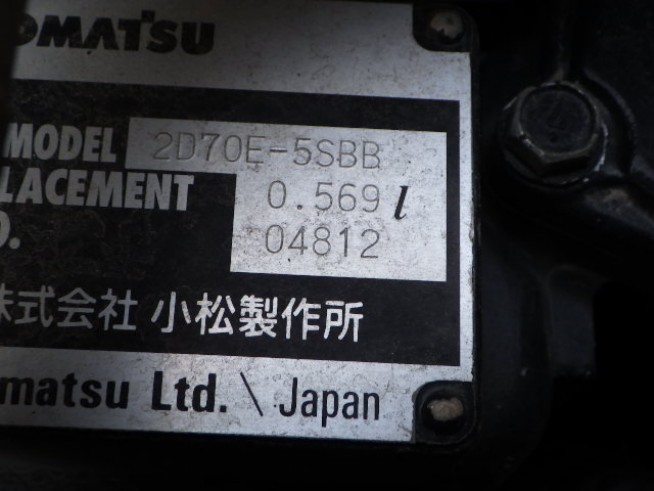 OMATSU
MODEL 2D70E-5SBB
LACEMENT 0.569 l
O. 04812
株式会社 小松製作所
omatsu Ltd. \ Japan